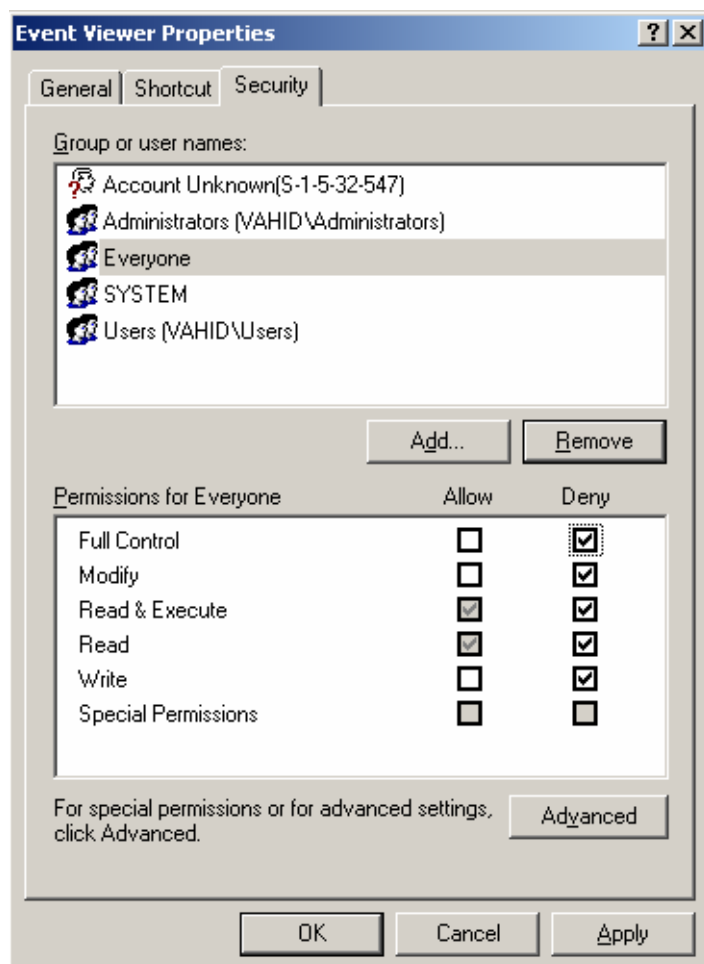 Event Viewer Properties
General Shortcut Security
Group or user names:
Account Unknown(S-1-5-32-547)
Administrators (VAHID\Administrators)
Everyone
SYSTEM
Users (VAHID\Users)
Add... Remove
Permissions for Everyone Allow Deny
Full Control
Modify
Read & Execute
Read
Write
Special Permissions
For special permissions or for advanced settings,
click Advanced.
Advanced
OK Cancel Apply